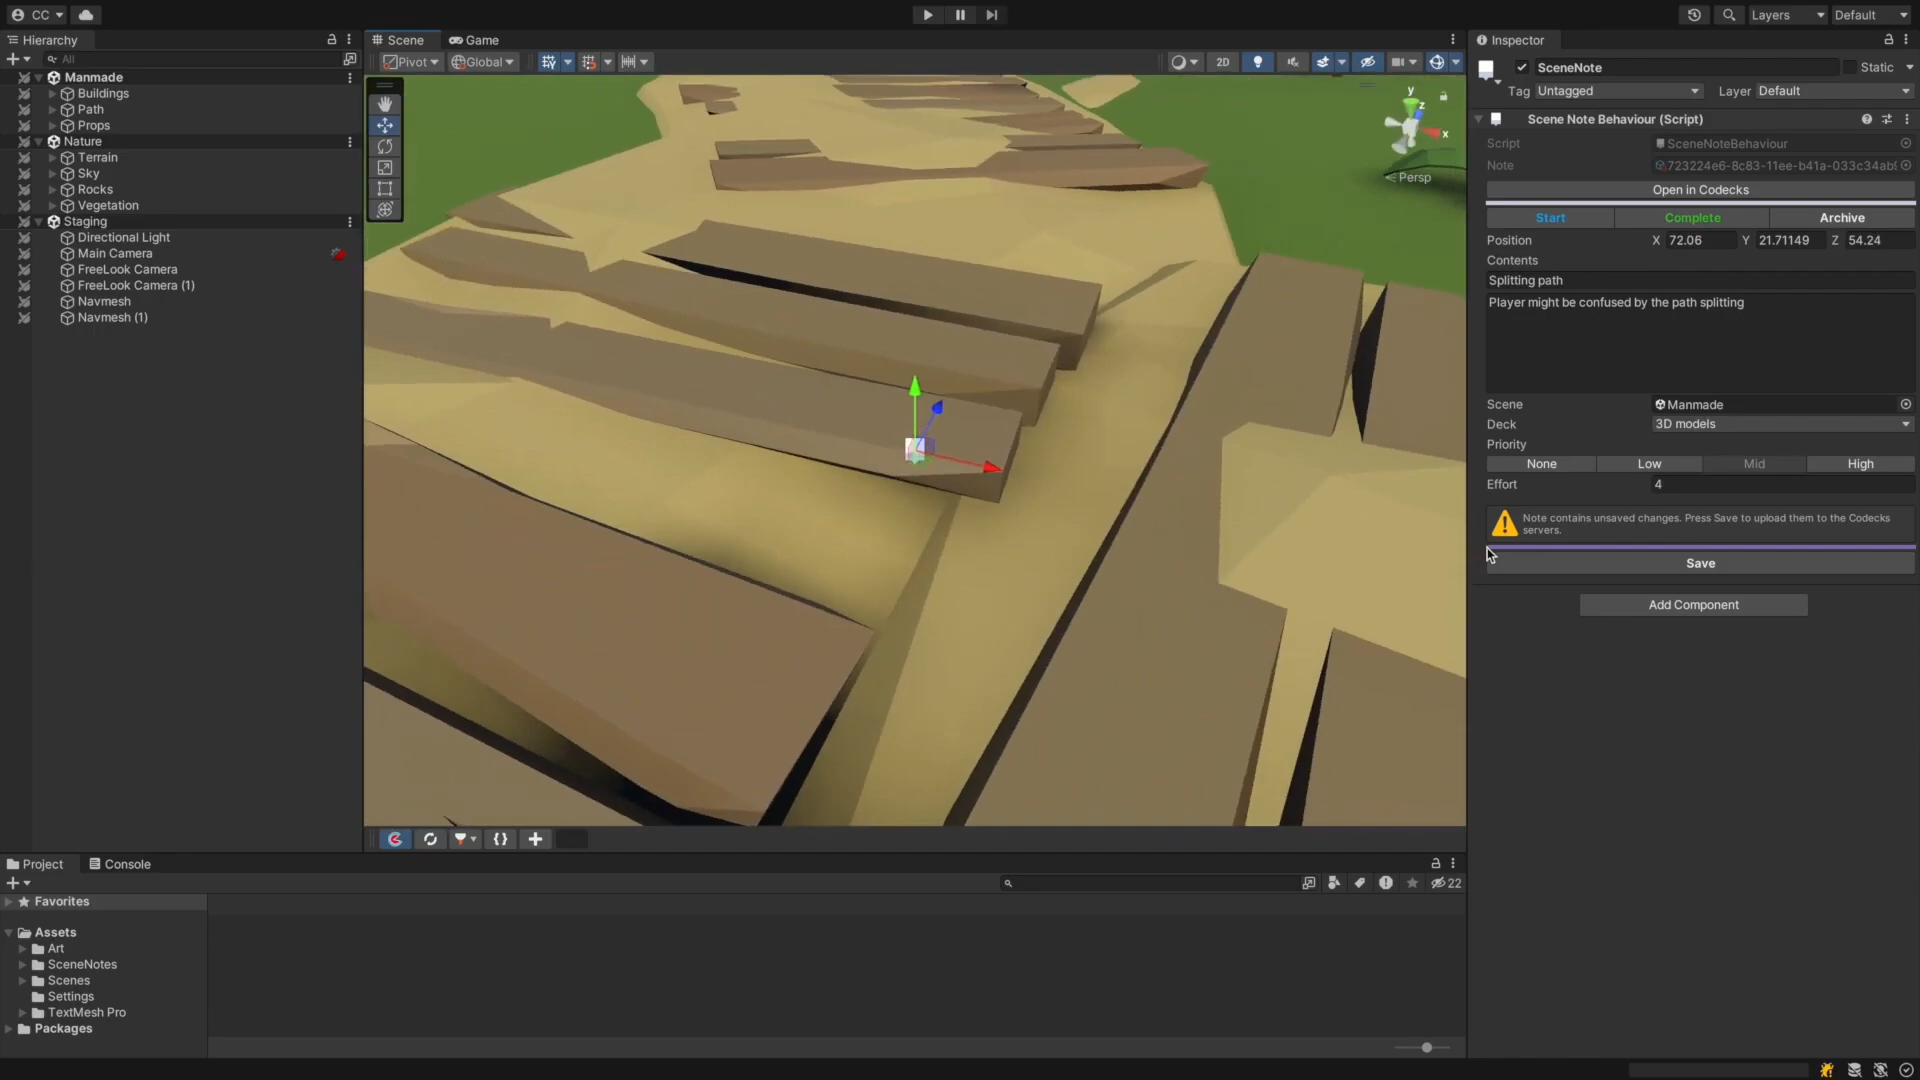 CC
Layers
Default
Hierarchy
All
Manmade
Buildings
Path
Props
Nature
Terrain
Sky
Rocks
Vegetation
Staging
Directional Light
Main Camera
FreeLook Camera
FreeLook Camera (1)
Navmesh
Navmesh (1)
Scene
Game
Pivot
Global
2D
y
z
x
Persp
Inspector
SceneNote
Static
Tag Untagged
Layer Default
Scene Note Behaviour (Script)
Script SceneNoteBehaviour
Note 723224e6-8c83-11ee-b41a-033c34ab
Open in Codecks
Start Complete Archive
Position X 72.06 Y 21.71149 Z 54.24
Contents
Splitting path
Player might be confused by the path splitting
Scene Manmade
Deck 3D models
Priority
None Low Mid High
Effort 4
Note contains unsaved changes. Press Save to upload them to the Codecks
servers.
Save
Add Component
Project
Console
22
Favorites
Assets
Art
SceneNotes
Scenes
Settings
TextMesh Pro
Packages